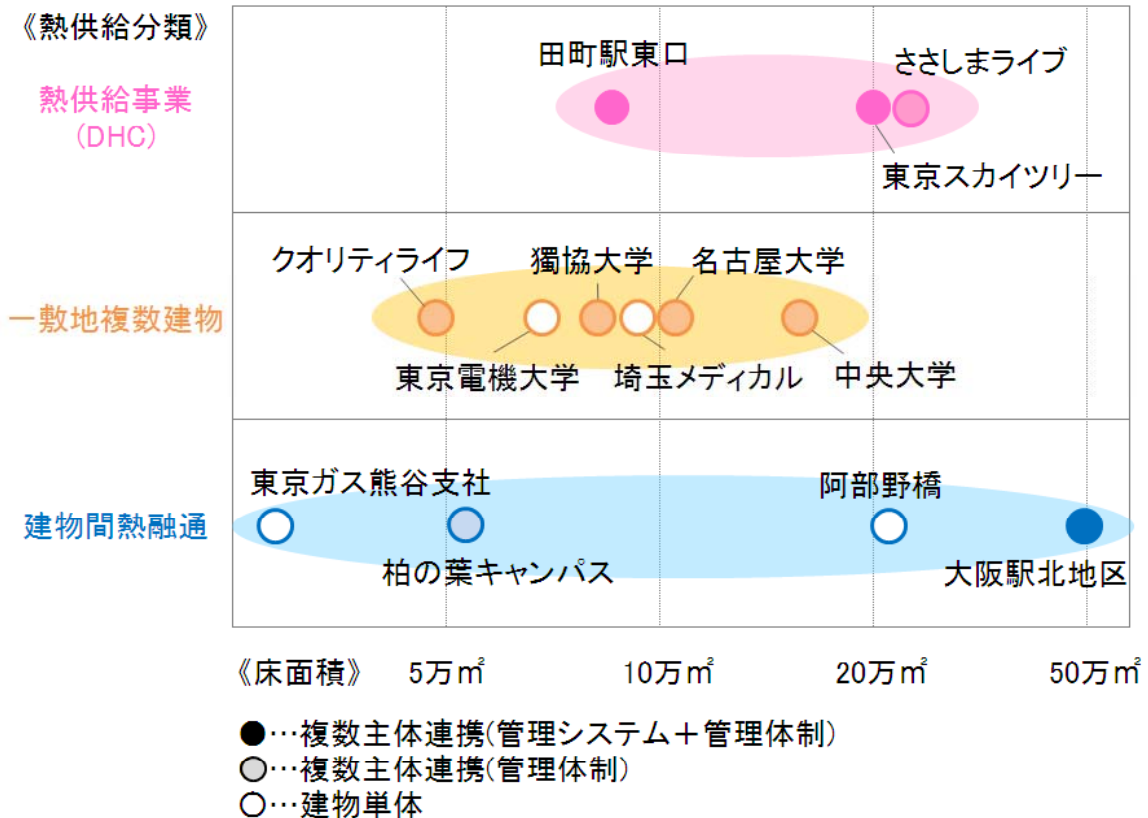 《熱供給分類》
熱供給事業
(DHC)
田町駅東口
ささしまライブ
東京スカイツリー
一敷地複数建物
クオリティライフ
獨協大学
名古屋大学
東京電機大学
埼玉メディカル
中央大学
建物間熱融通
東京ガス熊谷支社
阿部野橋
柏の葉キャンパス
大阪駅北地区
《床面積》 5万㎡ 10万㎡ 20万㎡ 50万㎡
●…複数主体連携(管理システム＋管理体制)
○…複数主体連携(管理体制)
○…建物単体